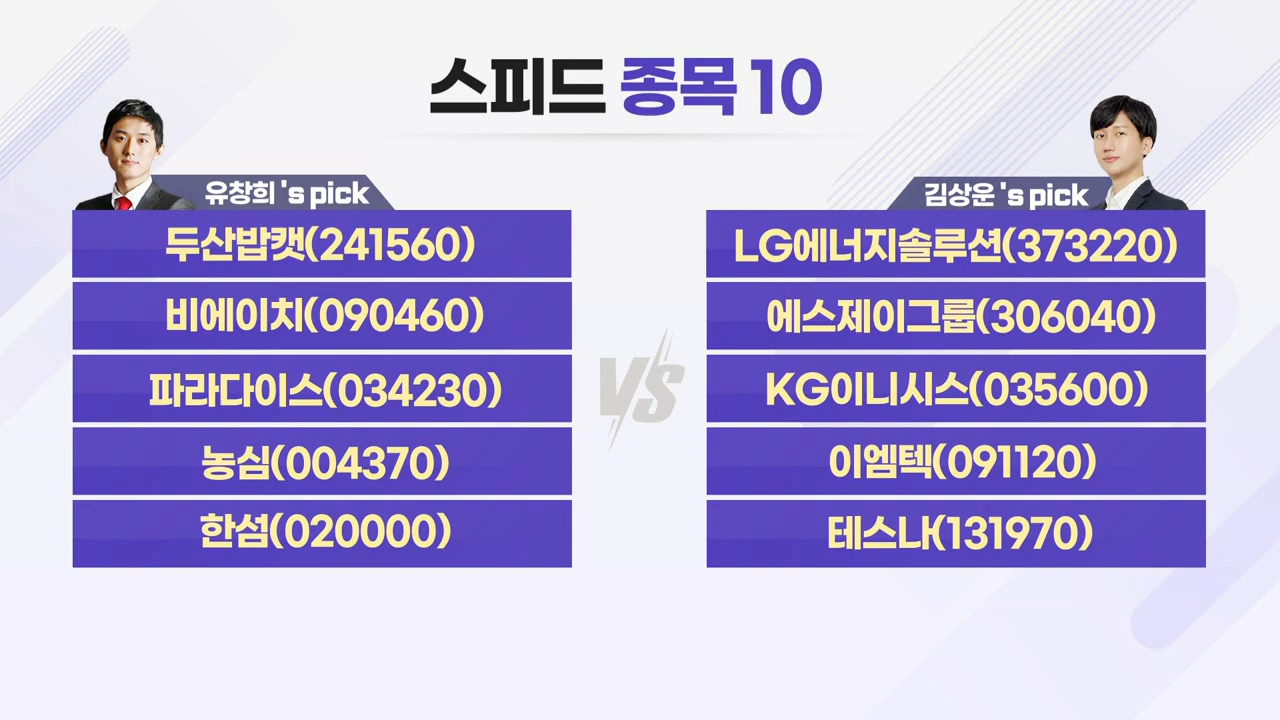 스피드 종목 10
유창희 's pick
두산밥캣(241560)
비에이치(090460)
파라다이스(034230)
농심(004370)
한섬(020000)
VS
김상운 's pick
LG에너지솔루션(373220)
에스제이그룹(306040)
KG이니시스(035600)
이엠텍(091120)
테스나(131970)